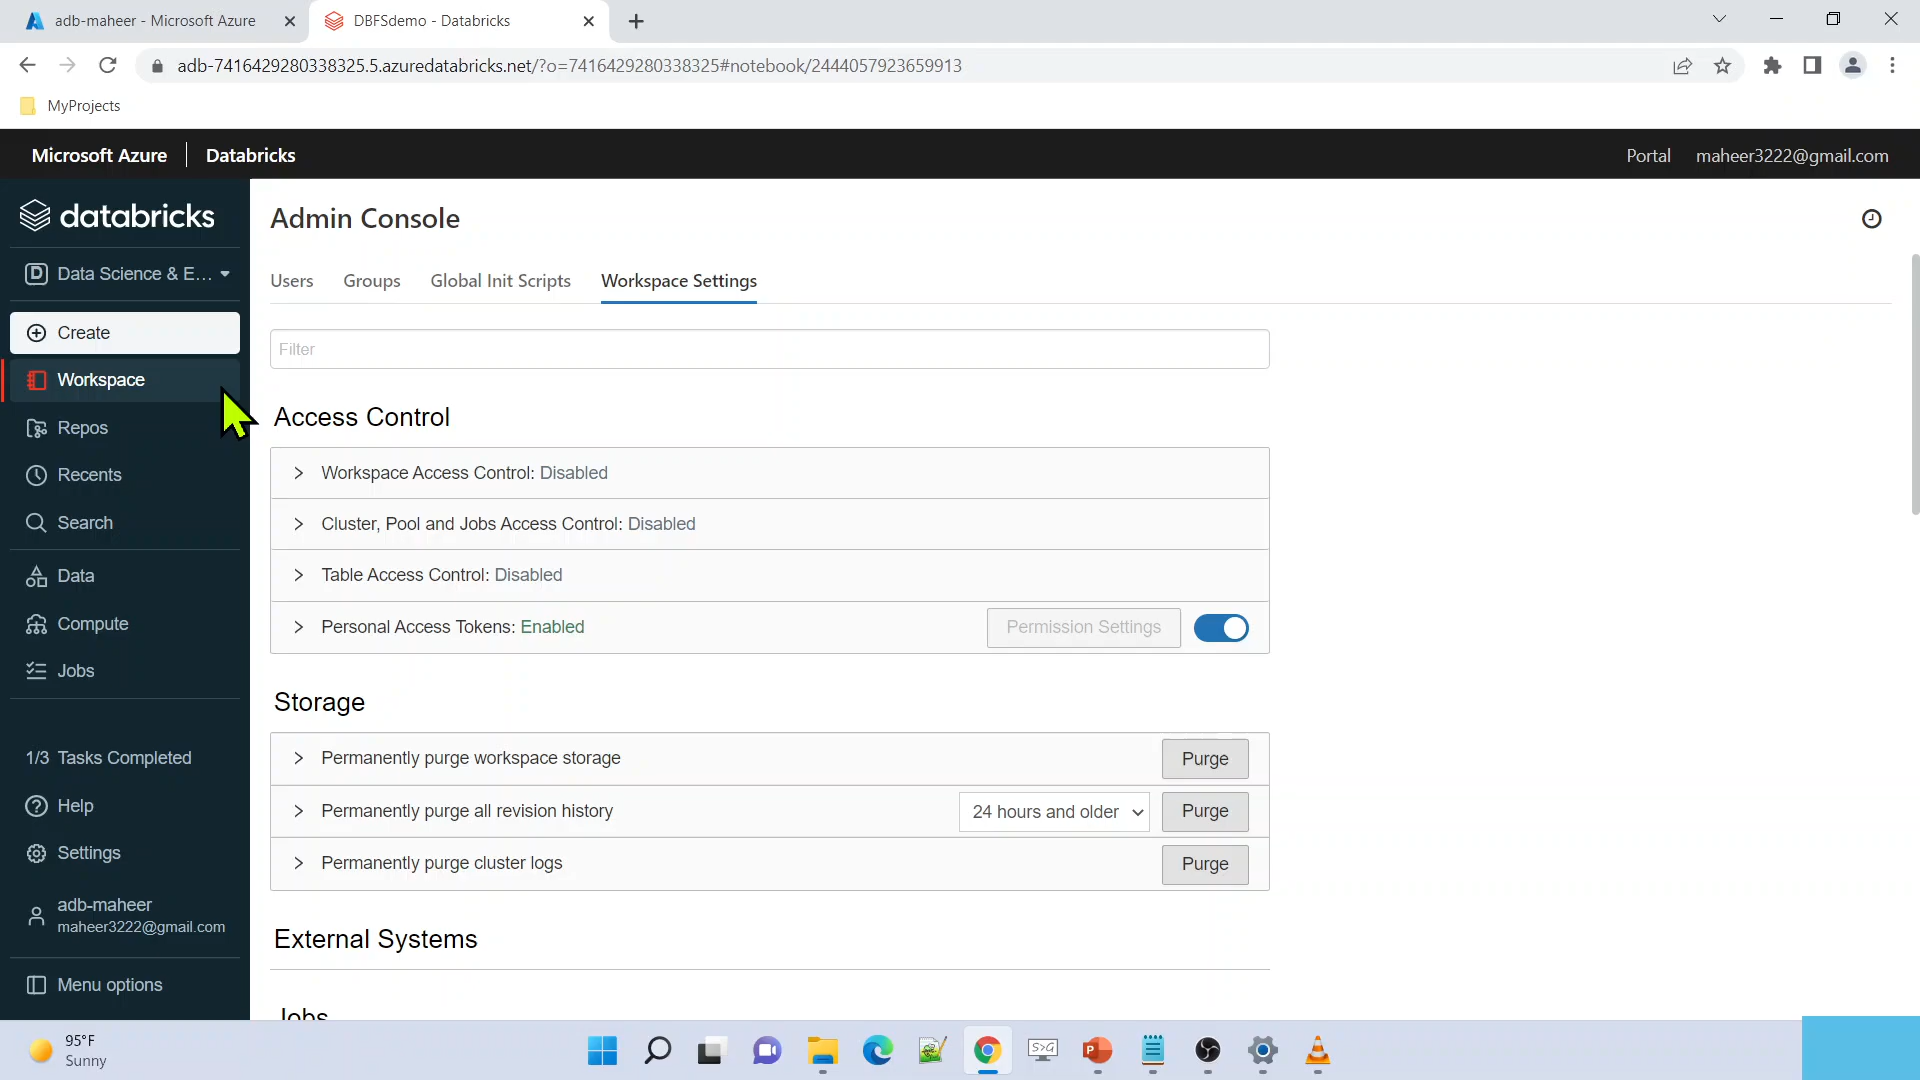 adb-maheer - Microsoft Azure
DBFSdemo - Databricks
adb-7416429280338325.5.azuredatabricks.net/?o=7416429280338325#notebook/2444057923659913
MyProjects
Microsoft Azure
Databricks
Portal
maheer3222@gmail.com
databricks
D
Data Science & E...
Create
Workspace
Repos
Recents
Search
Data
Compute
Jobs
1/3 Tasks Completed
Help
Settings
adb-maheer
maheer3222@gmail.com
Menu options
Admin Console
Users
Groups
Global Init Scripts
Workspace Settings
Filter
Access Control
Workspace Access Control: Disabled
Cluster, Pool and Jobs Access Control: Disabled
Table Access Control: Disabled
Personal Access Tokens: Enabled
Permission Settings
Storage
Permanently purge workspace storage
Purge
Permanently purge all revision history
24 hours and older
Purge
Permanently purge cluster logs
Purge
External Systems
Jobs
95°F
Sunny
S>G
P